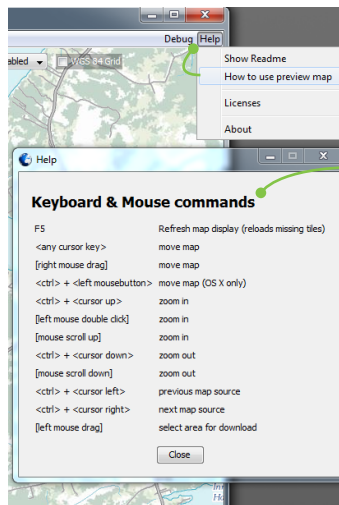 Debug Help
abled WGS 84 Grid
Show Readme
How to use preview map
Licenses
About
Help
Keyboard & Mouse commands
F5 Refresh map display (reloads missing tiles)
<any cursor key> move map
[right mouse drag] move map
<ctrl> + <left mousebutton> move map (OS X only)
<ctrl> + <cursor up> zoom in
[left mouse double click] zoom in
[mouse scroll up] zoom in
<ctrl> + <cursor down> zoom out
[mouse scroll down] zoom out
<ctrl> + <cursor left> previous map source
<ctrl> + <cursor right> next map source
[left mouse drag] select area for download
Close